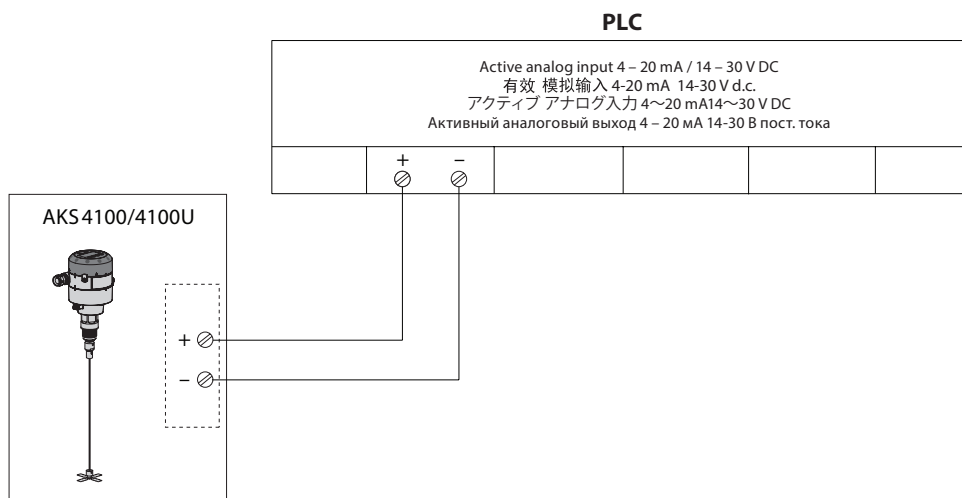 PLC
Active analog input 4 – 20 mA / 14 – 30 V DC
有效 模拟输入 4-20 mA 14-30 V d.c.
アクティブ アナログ入力 4～20 mA14～30 V DC
Активный аналоговый выход 4 – 20 мА 14-30 В пост. тока
+ –
AKS 4100/4100U
+
–